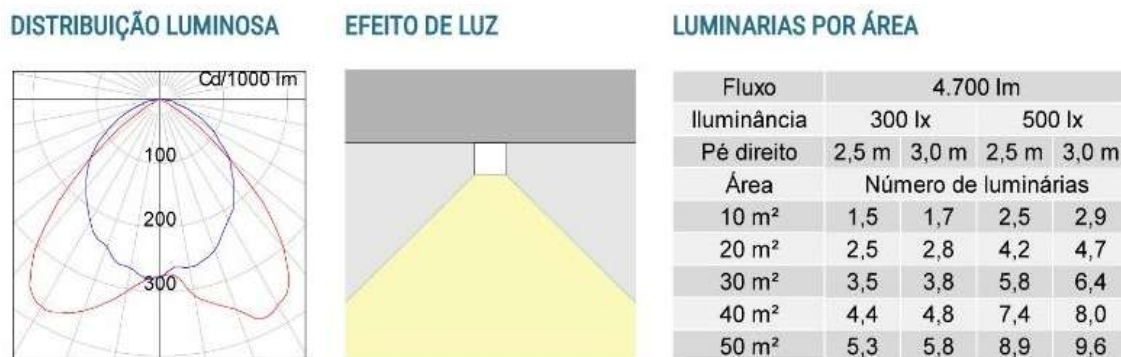 DISTRIBUIÇÃO LUMINOSA
Cd/1000 lm
100
200
300
EFEITO DE LUZ
LUMINARIAS POR ÁREA
Fluxo 4.700 lm
Iluminância 300 lx 500 lx
Pé direito 2,5 m 3,0 m 2,5 m 3,0 m
Área Número de luminárias
10 m² 1,5 1,7 2,5 2,9
20 m² 2,5 2,8 4,2 4,7
30 m² 3,5 3,8 5,8 6,4
40 m² 4,4 4,8 7,4 8,0
50 m² 5,3 5,8 8,9 9,6